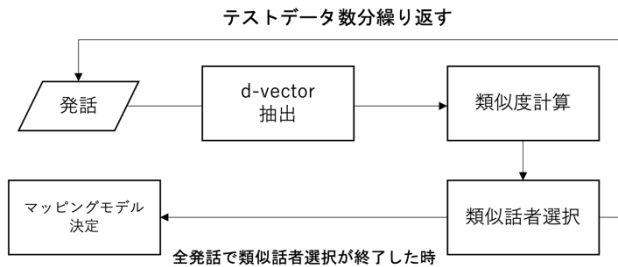 テストデータ数分繰り返す
発話
d-vector
抽出
類似度計算
マッピングモデル
決定
類似話者選択
全発話で類似話者選択が終了した時